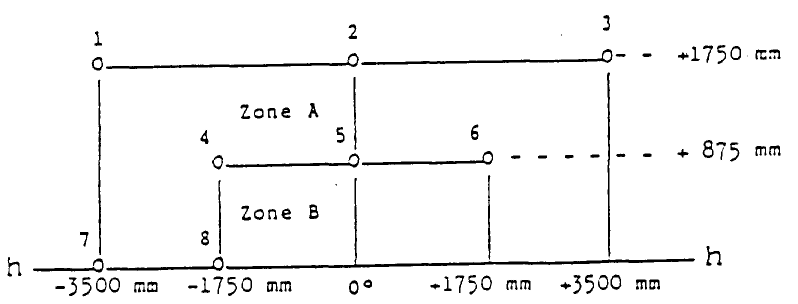 1 2 3
+1750 mm
Zone A
4 5 6
+ 875 mm
Zone B
7 8
h h
-3500 mm -1750 mm 0° +1750 mm +3500 mm